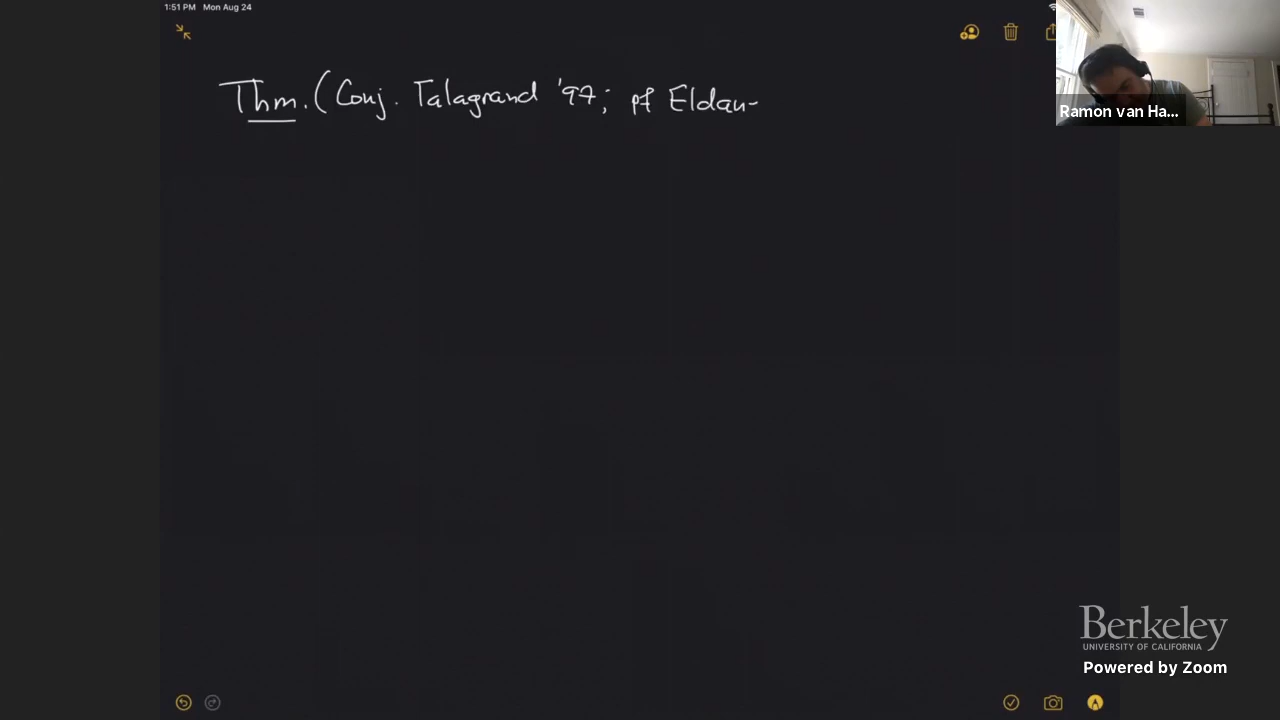 1:51 PM Mon Aug 24
Thm. (Conj. Talagrand '97; pf Eldan-
Ramon van Ha...
Berkeley
UNIVERSITY OF CALIFORNIA
Powered by Zoom